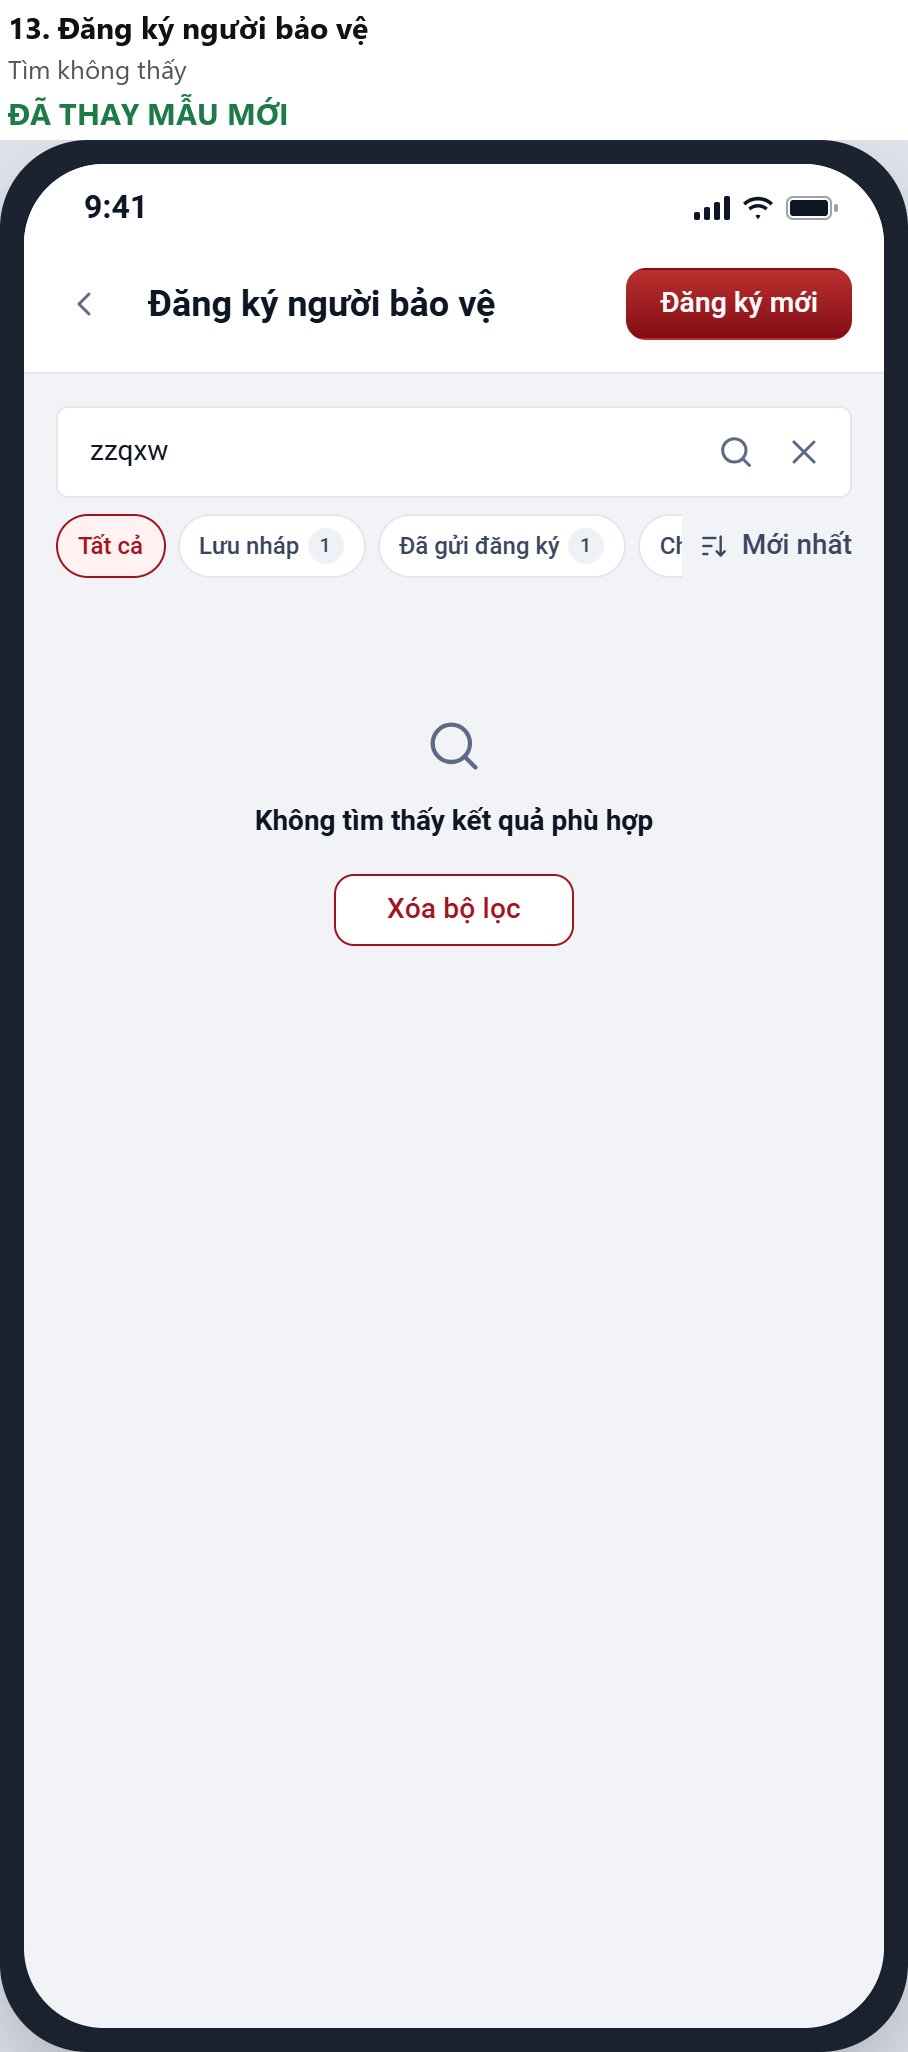 13. Đăng ký người bảo vệ
Tìm không thấy
ĐÃ THAY MẪU MỚI
9:41
Đăng ký người bảo vệ
Đăng ký mới
zzqxw
Tất cả
Lưu nháp 1
Đã gửi đăng ký 1
Mới nhất
Không tìm thấy kết quả phù hợp
Xóa bộ lọc